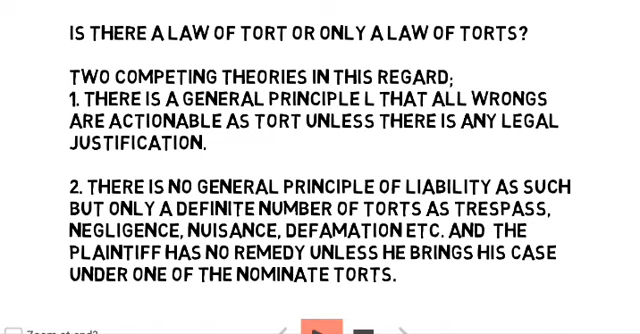 IS THERE A LAW OF TORT OR ONLY A LAW OF TORTS?
TWO COMPETING THEORIES IN THIS REGARD;
1. THERE IS A GENERAL PRINCIPLE L THAT ALL WRONGS
ARE ACTIONABLE AS TORT UNLESS THERE IS ANY LEGAL
JUSTIFICATION.
2. THERE IS NO GENERAL PRINCIPLE OF LIABILITY AS SUCH
BUT ONLY A DEFINITE NUMBER OF TORTS AS TRESPASS,
NEGLIGENCE, NUISANCE, DEFAMATION ETC. AND THE
PLAINTIFF HAS NO REMEDY UNLESS HE BRINGS HIS CASE
UNDER ONE OF THE NOMINATE TORTS.